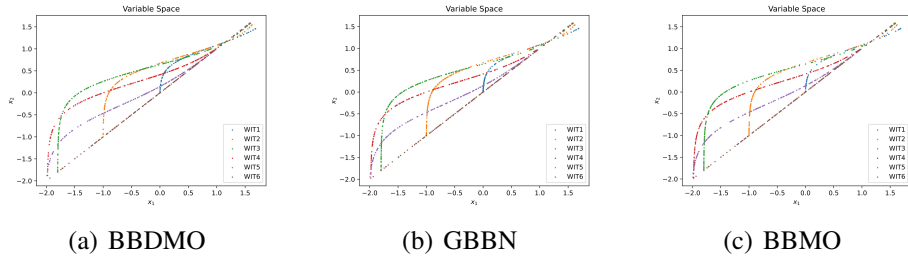 Variable Space
2.0
1.5
1.0
0.5
0.0
−0.5
−1.0
−1.5
−2.0
x₂
WIT1
WIT2
WIT3
WIT4
WIT5
WIT6
−2.0 −1.5 −1.0 −0.5 0.0 0.5 1.0 1.5
x₁
(a) BBDMO
Variable Space
2.0
1.5
1.0
0.5
0.0
−0.5
−1.0
−1.5
−2.0
x₂
WIT1
WIT2
WIT3
WIT4
WIT5
WIT6
−2.0 −1.5 −1.0 −0.5 0.0 0.5 1.0 1.5
x₁
(b) GBBN
Variable Space
2.0
1.5
1.0
0.5
0.0
−0.5
−1.0
−1.5
−2.0
x₂
WIT1
WIT2
WIT3
WIT4
WIT5
WIT6
−2.0 −1.5 −1.0 −0.5 0.0 0.5 1.0 1.5
x₁
(c) BBMO